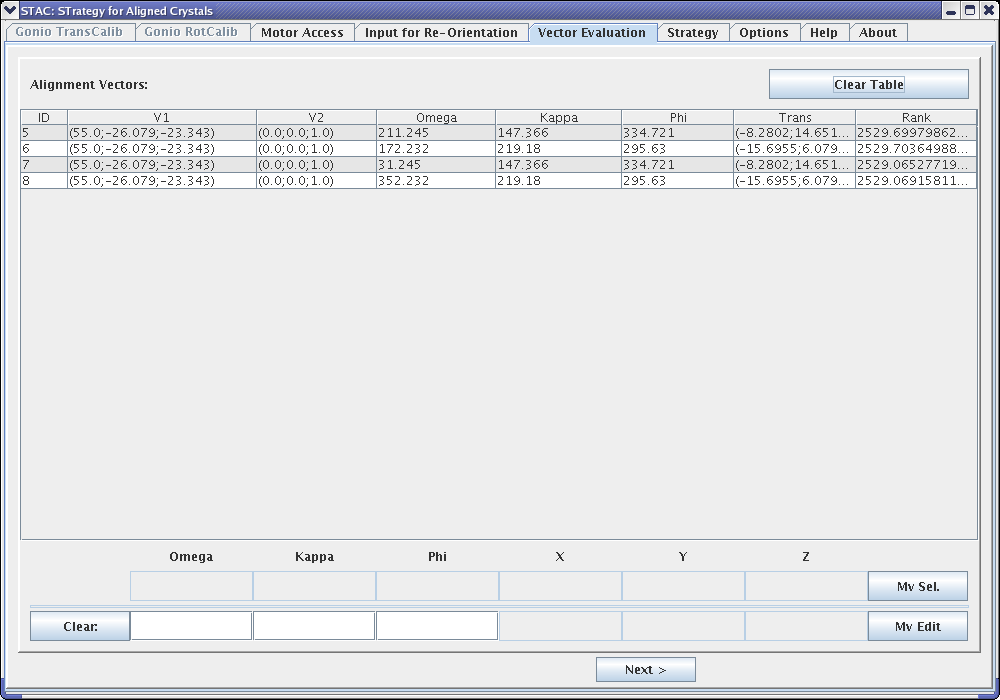 STAC: STrategy for Aligned Crystals
Gonio TransCalib Gonio RotCalib Motor Access Input for Re-Orientation Vector Evaluation Strategy Options Help About
Alignment Vectors: Clear Table
ID V1 V2 Omega Kappa Phi Trans Rank
5 (55.0;-26.079;-23.343) (0.0;0.0;1.0) 211.245 147.366 334.721 (-8.2802;14.651... 2529.69979862...
6 (55.0;-26.079;-23.343) (0.0;0.0;1.0) 172.232 219.18 295.63 (-15.6955;6.079... 2529.70364988...
7 (55.0;-26.079;-23.343) (0.0;0.0;1.0) 31.245 147.366 334.721 (-8.2802;14.651... 2529.06527719...
8 (55.0;-26.079;-23.343) (0.0;0.0;1.0) 352.232 219.18 295.63 (-15.6955;6.079... 2529.06915811...
Omega Kappa Phi X Y Z
Mv Sel.
Clear: Mv Edit
Next >